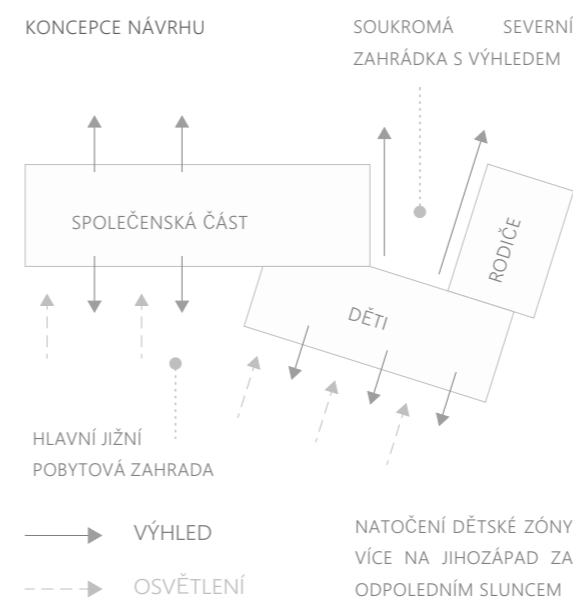 KONCEPCE NÁVRHU
SOUKROMÁ SEVERNÍ
ZAHRÁDKA S VÝHLEDEM
SPOLEČENSKÁ ČÁST
RODIČE
DĚTI
HLAVNÍ JIŽNÍ
POBYTOVÁ ZAHRADA
VÝHLED
OSVĚTLENÍ
NATOČENÍ DĚTSKÉ ZÓNY
VÍCE NA JIHOZÁPAD ZA
ODPOLEDNÍM SLUNCEM